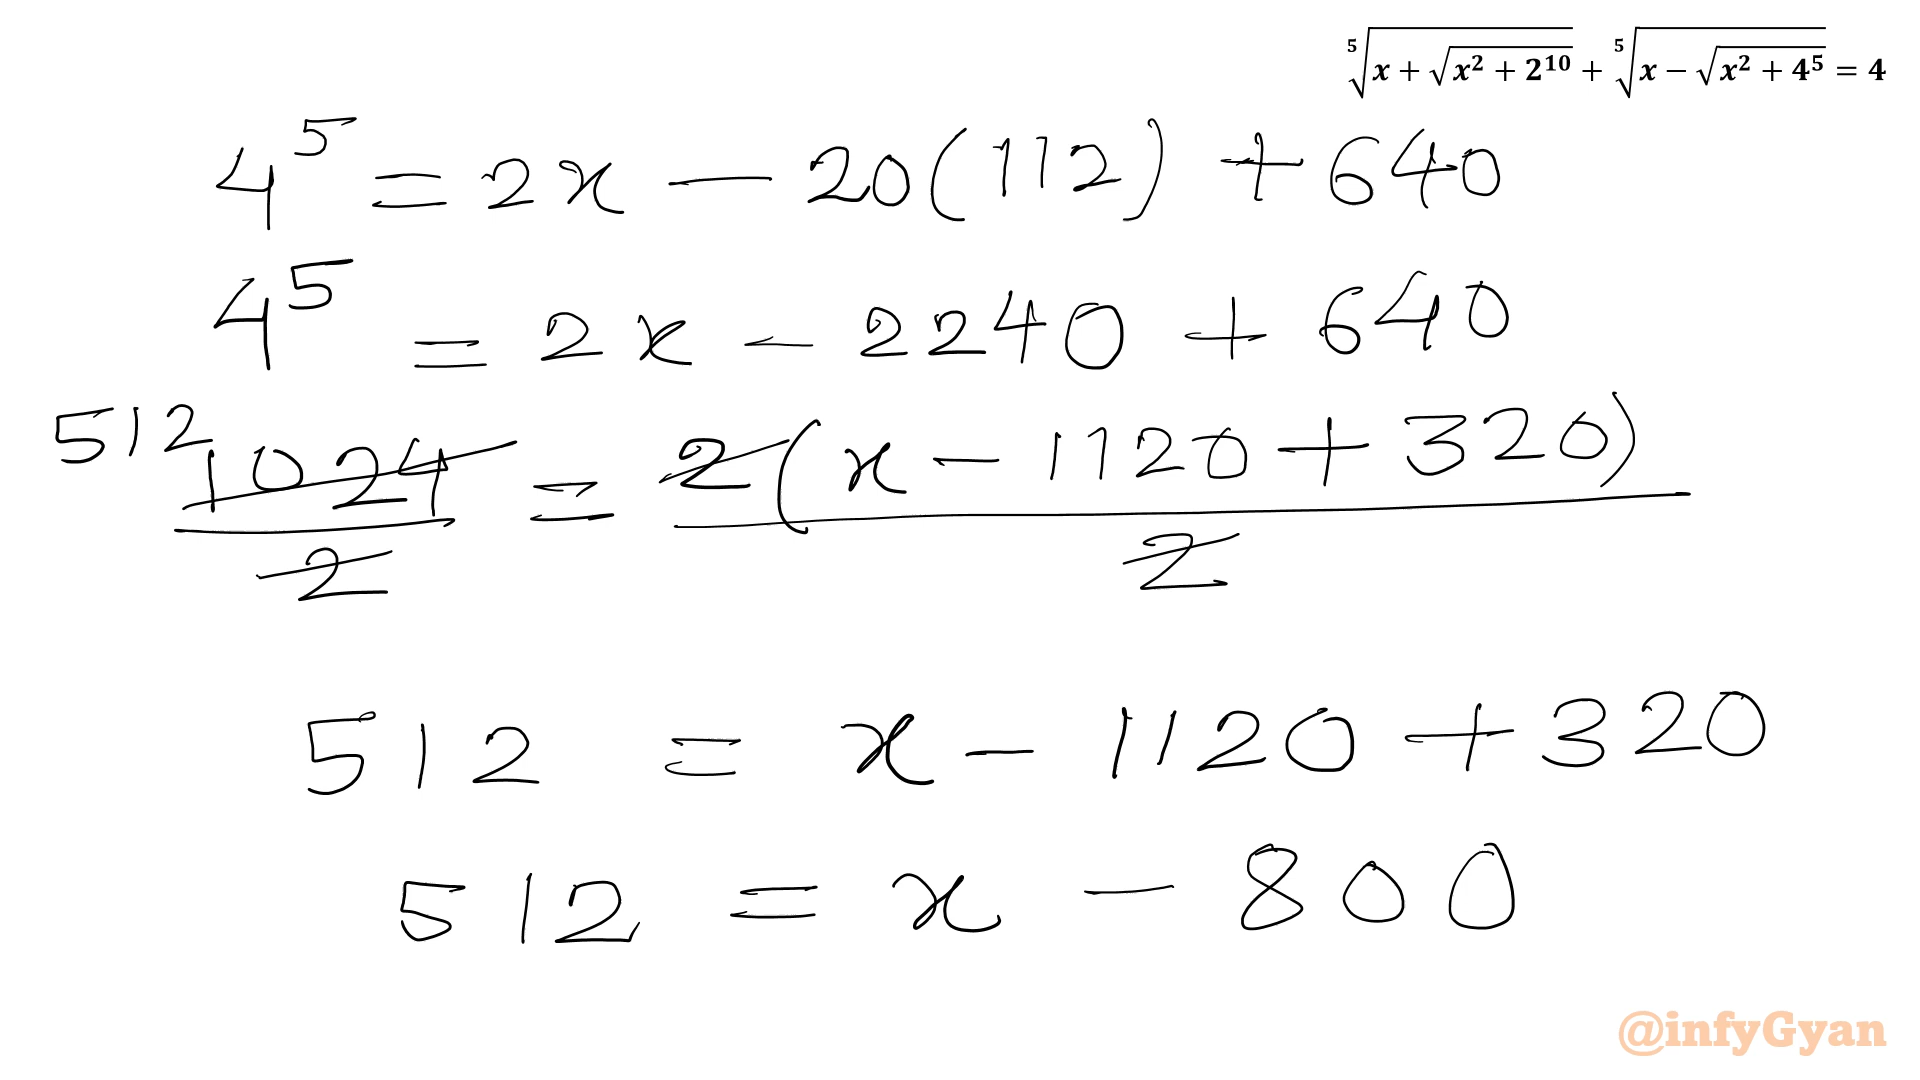 ⁵√(x + √(x² + 2¹⁰)) + ⁵√(x − √(x² + 4⁵)) = 4
4⁵ = 2x − 20(112) + 640
4⁵ = 2x − 2240 + 640
512
1024/2 = 2(x − 1120 + 320)/2
512 = x − 1120 + 320
512 = x − 800
@infyGyan